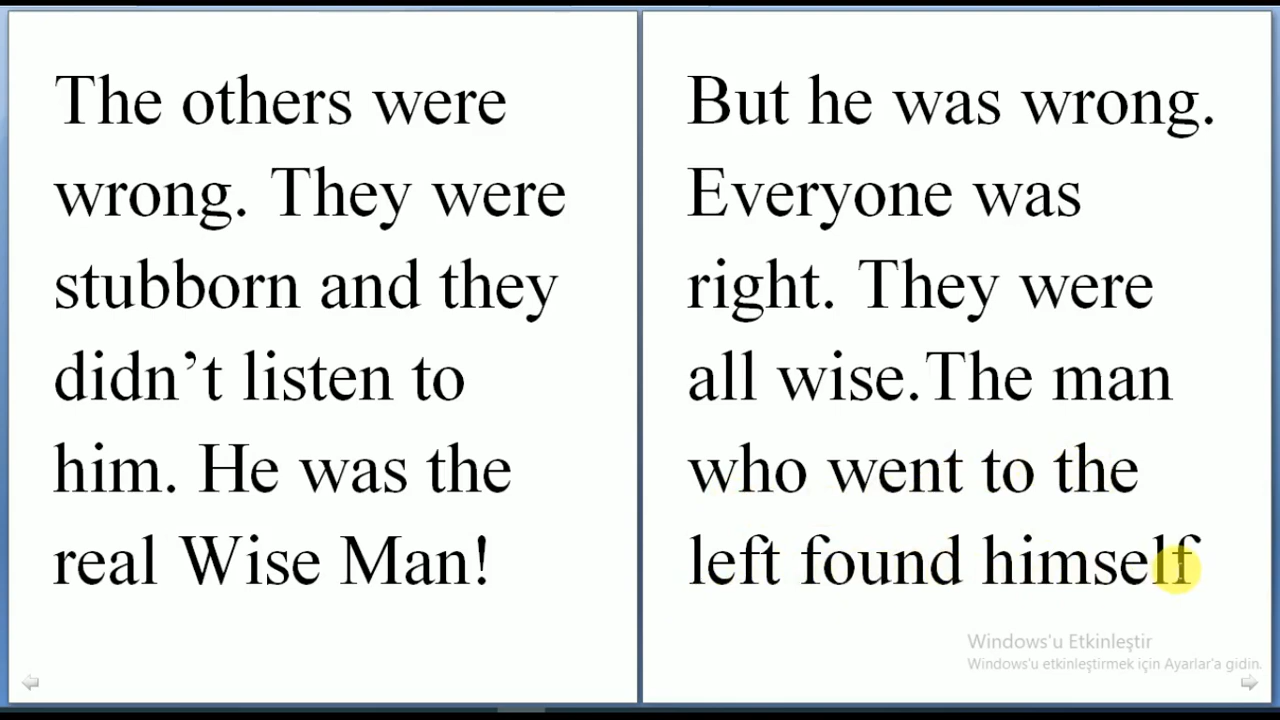 The others were
wrong. They were
stubborn and they
didn’t listen to
him. He was the
real Wise Man!
But he was wrong.
Everyone was
right. They were
all wise.The man
who went to the
left found himself
Windows'u Etkinleştir
Windows'u etkinleştirmek için Ayarlar'a gidin.